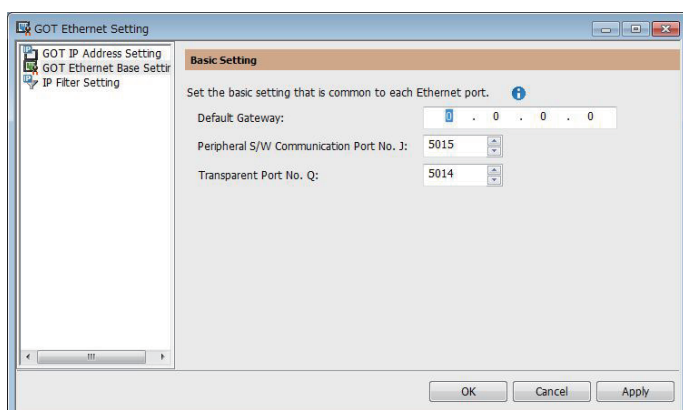 GOT Ethernet Setting
GOT IP Address Setting
GOT Ethernet Base Settir
IP Filter Setting
Basic Setting
Set the basic setting that is common to each Ethernet port.
Default Gateway: 0 . 0 . 0 . 0
Peripheral S/W Communication Port No. J: 5015
Transparent Port No. Q: 5014
OK Cancel Apply